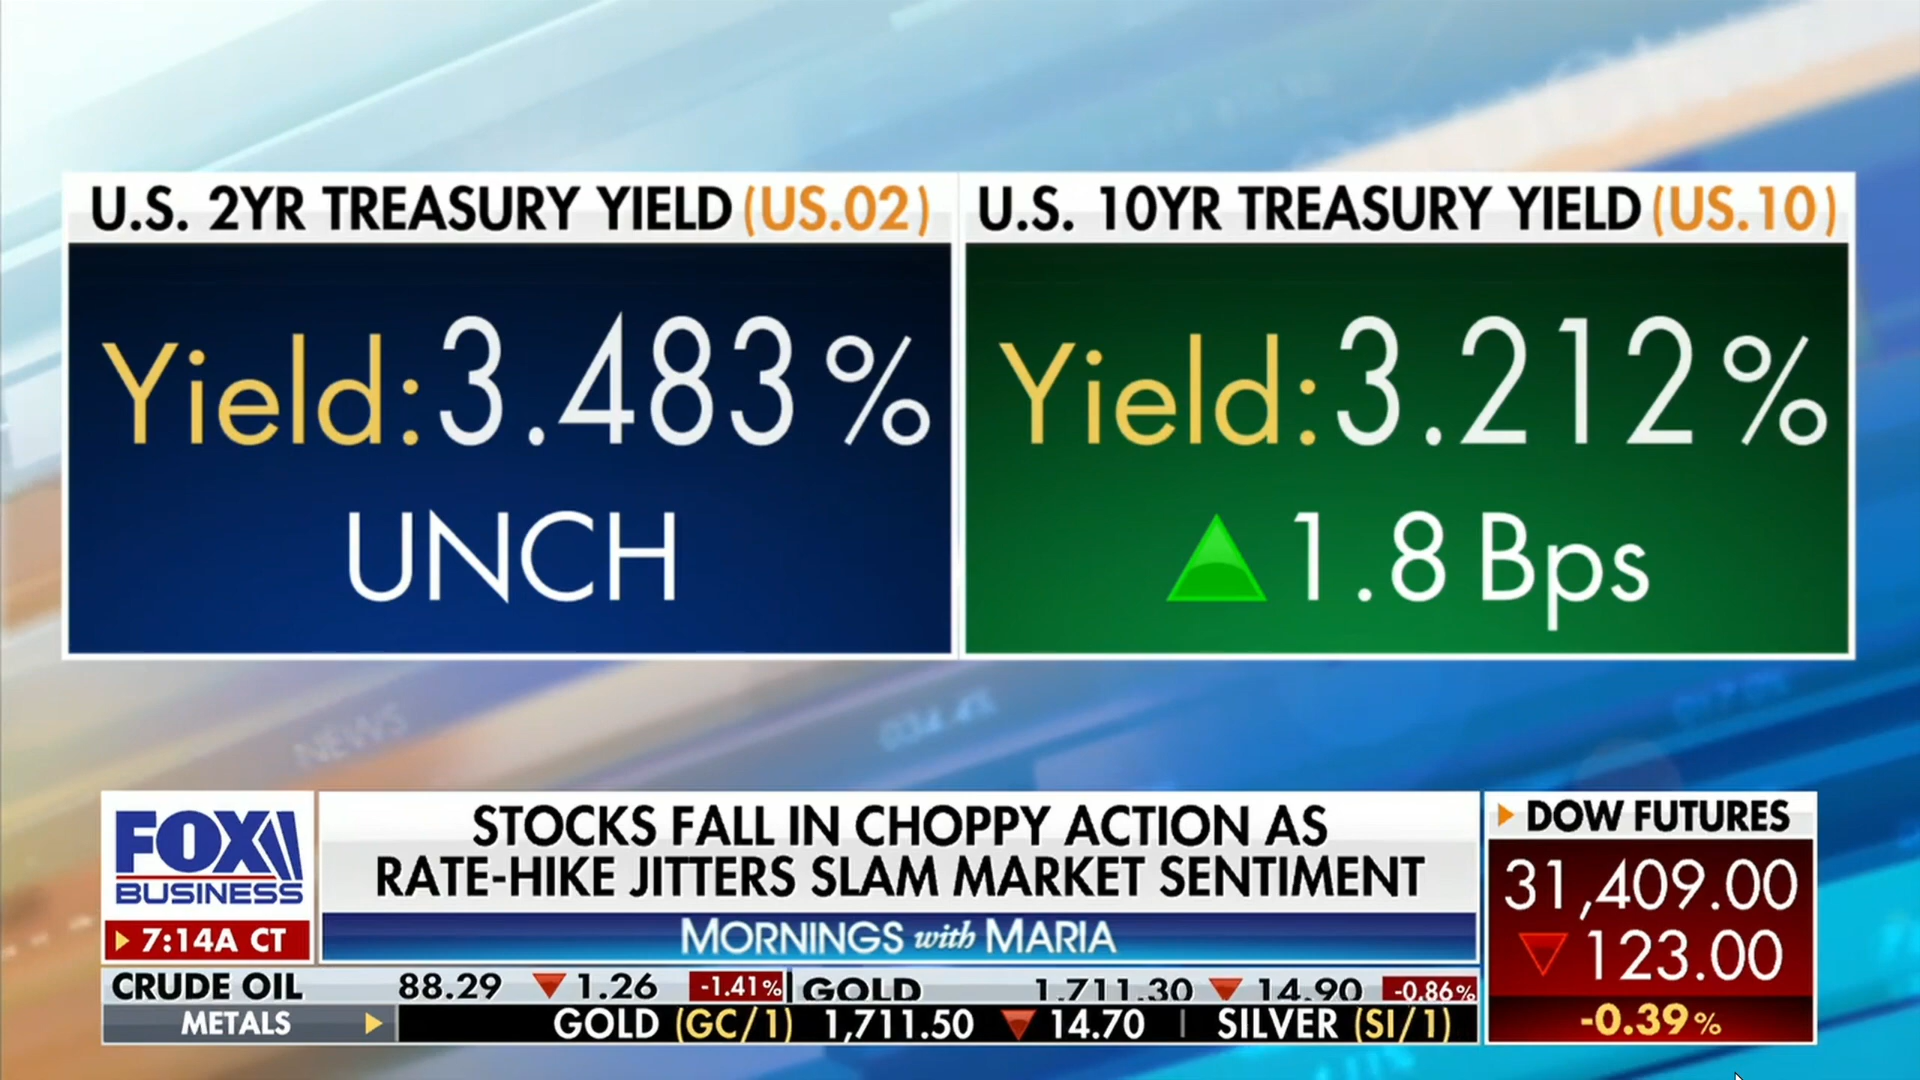 U.S. 2YR TREASURY YIELD (US.02)
Yield: 3.483%
UNCH
U.S. 10YR TREASURY YIELD (US.10)
Yield: 3.212%
▲ 1.8 Bps
NEWS
FOX
BUSINESS
7:14A CT
STOCKS FALL IN CHOPPY ACTION AS
RATE-HIKE JITTERS SLAM MARKET SENTIMENT
MORNINGS with MARIA
DOW FUTURES
31,409.00
▼ 123.00
-0.39%
CRUDE OIL 88.29 ▼ 1.26 -1.41% GOLD 1,711.30 ▼ 14.90 -0.86%
METALS GOLD (GC/1) 1,711.50 ▼ 14.70 | SILVER (SI/1)